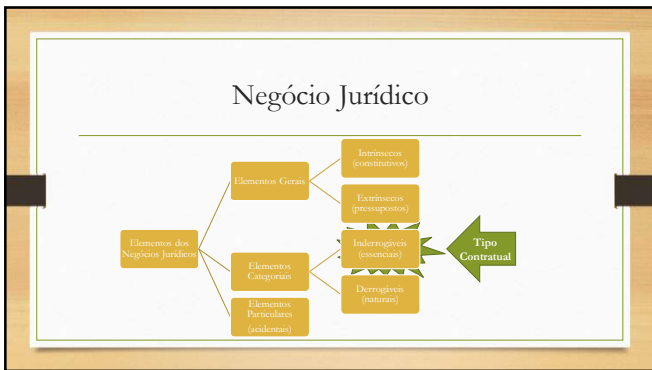 Negócio Jurídico
Intrínsecos
(constitutivos)
Elementos Gerais
Extrínsecos
(pressupostos)
Elementos dos
Negócios Jurídicos
Inderrogáveis
(essenciais)
Tipo
Contratual
Elementos
Categoriais
Derrogáveis
(naturais)
Elementos
Particulares
(acidentais)